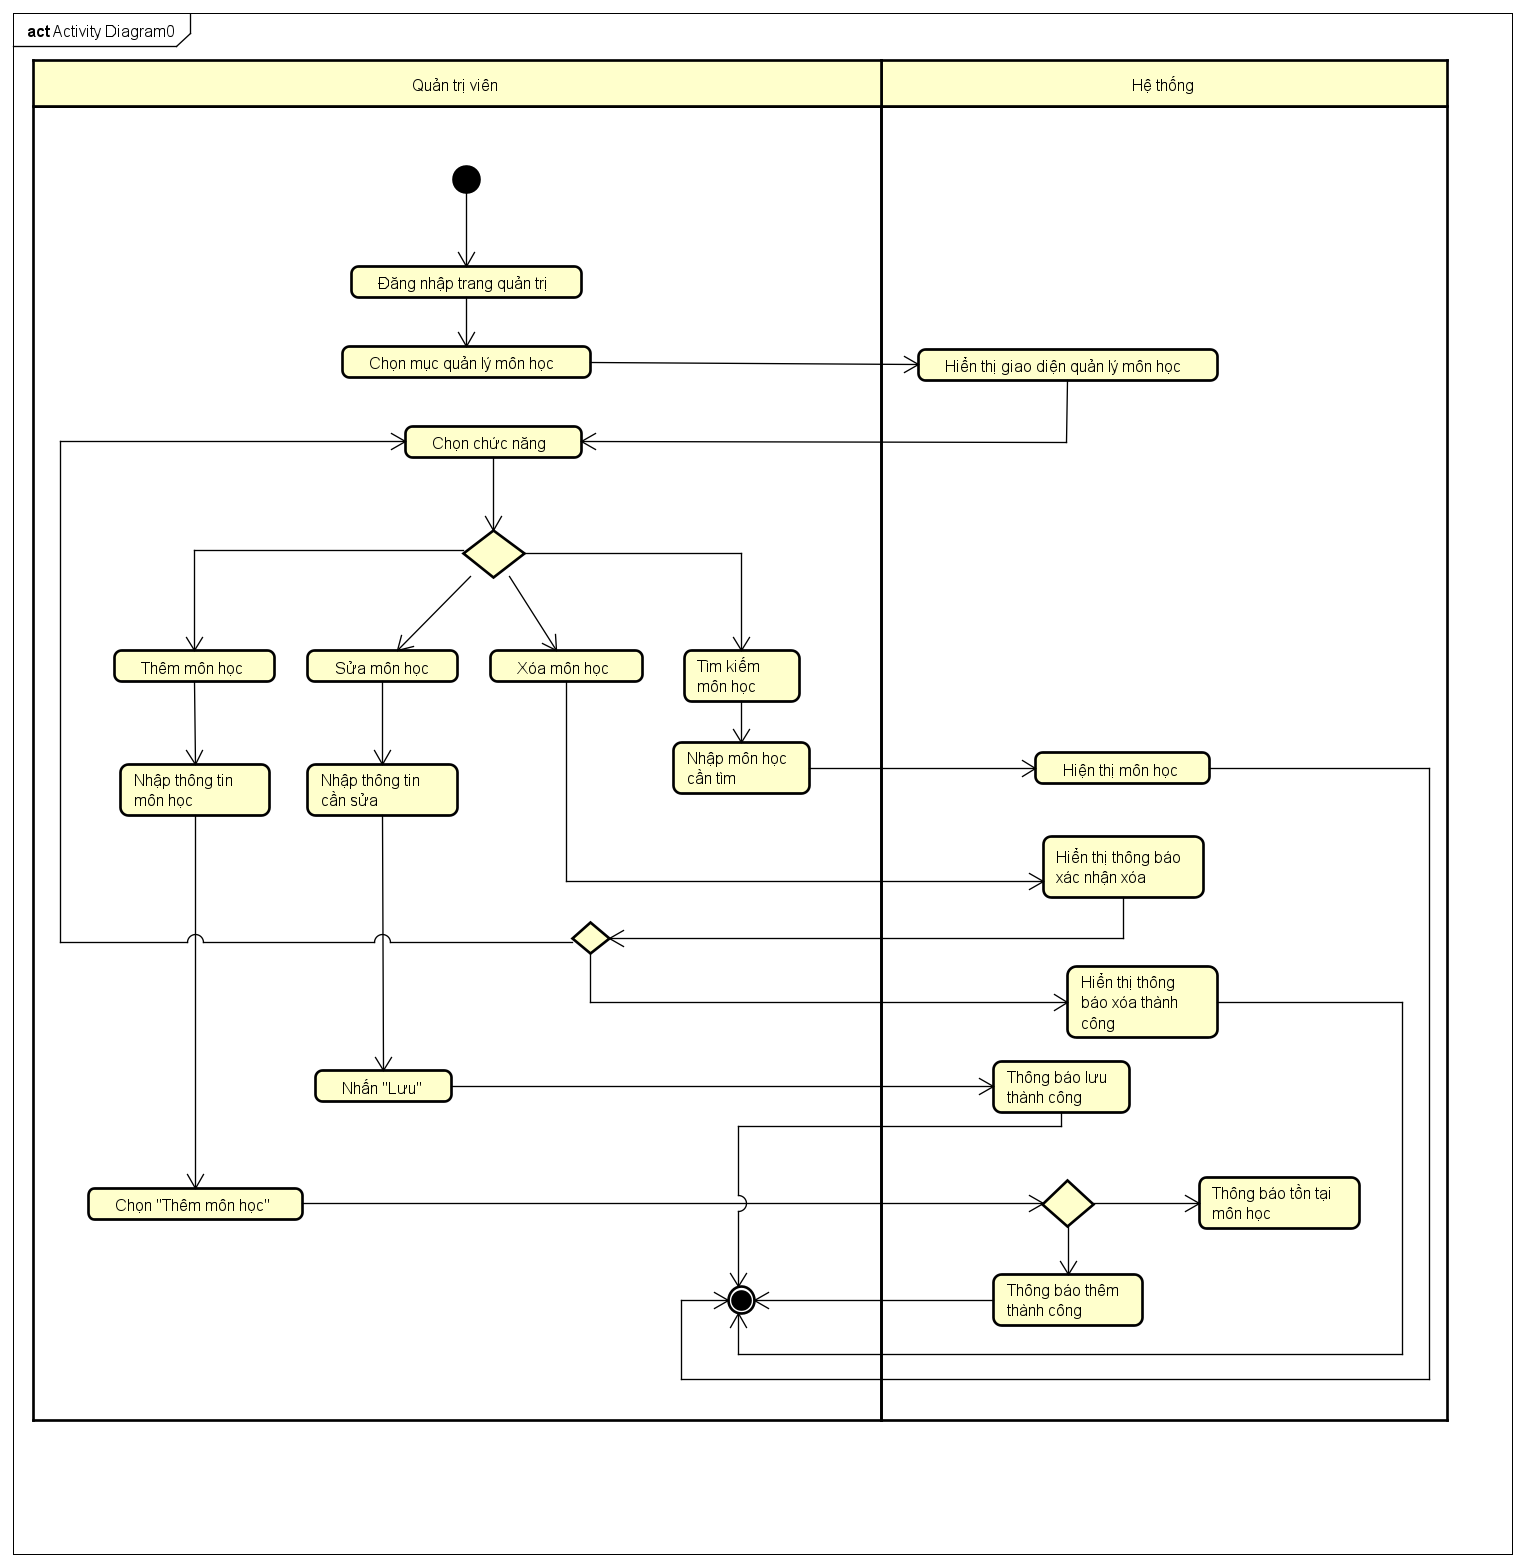 act Activity Diagram0
Quản trị viên
Hệ thống
Đăng nhập trang quản trị
Chọn mục quản lý môn học
Hiển thị giao diện quản lý môn học
Chọn chức năng
Thêm môn học
Sửa môn học
Xóa môn học
Tìm kiếm
môn học
Nhập thông tin
môn học
Nhập thông tin
cần sửa
Nhập môn học
cần tìm
Hiện thị môn học
Hiển thị thông báo
xác nhận xóa
Hiển thị thông
báo xóa thành
công
Nhấn "Lưu"
Thông báo lưu
thành công
Chọn "Thêm môn học"
Thông báo tồn tại
môn học
Thông báo thêm
thành công